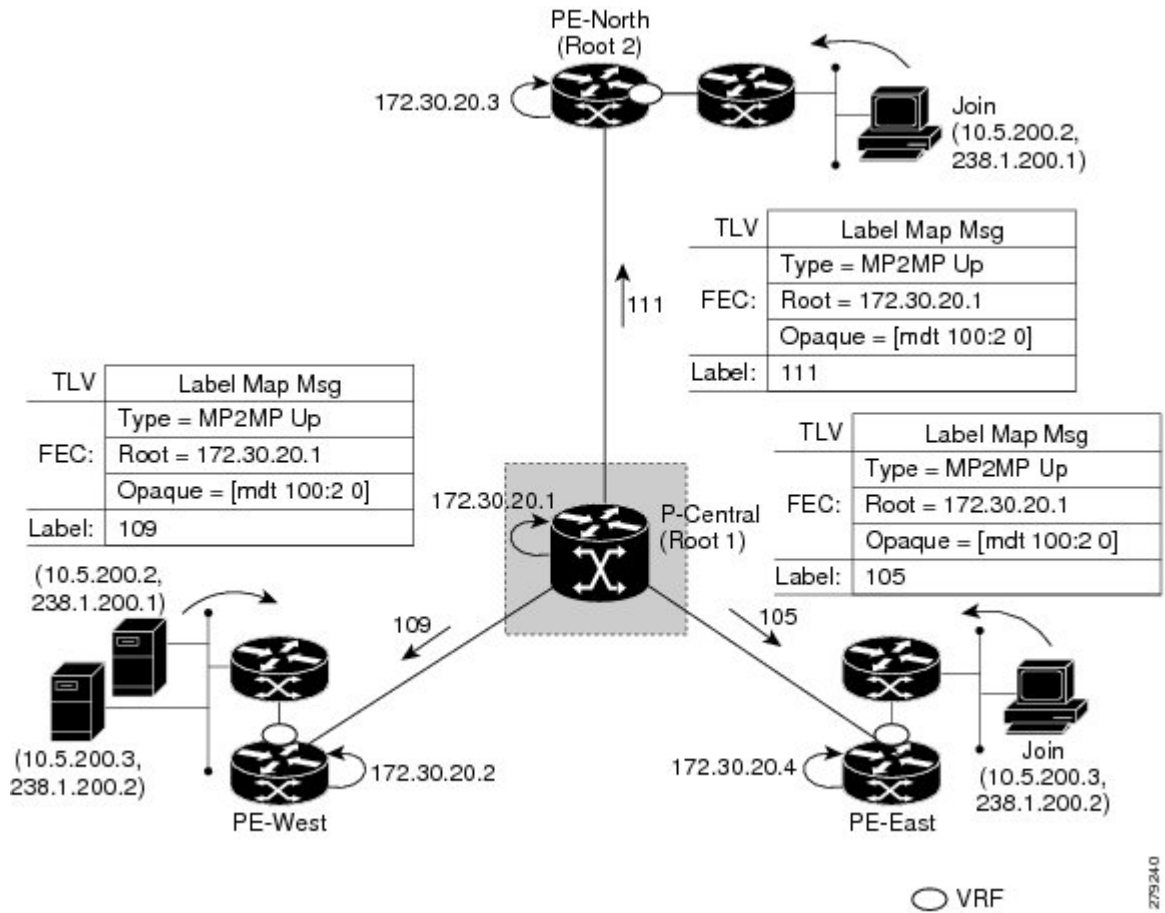 PE-North
(Root 2)
172.30.20.3
Join
(10.5.200.2,
238.1.200.1)
TLV Label Map Msg
Type = MP2MP Up
FEC: Root = 172.30.20.1
Opaque = [mdt 100:2 0]
Label: 111
111
TLV Label Map Msg
Type = MP2MP Up
FEC: Root = 172.30.20.1
Opaque = [mdt 100:2 0]
Label: 109
TLV Label Map Msg
Type = MP2MP Up
FEC: Root = 172.30.20.1
Opaque = [mdt 100:2 0]
Label: 105
172.30.20.1
P-Central
(Root 1)
(10.5.200.2,
238.1.200.1)
109
105
(10.5.200.3,
238.1.200.2)
172.30.20.2
PE-West
172.30.20.4
PE-East
Join
(10.5.200.3,
238.1.200.2)
VRF
279240